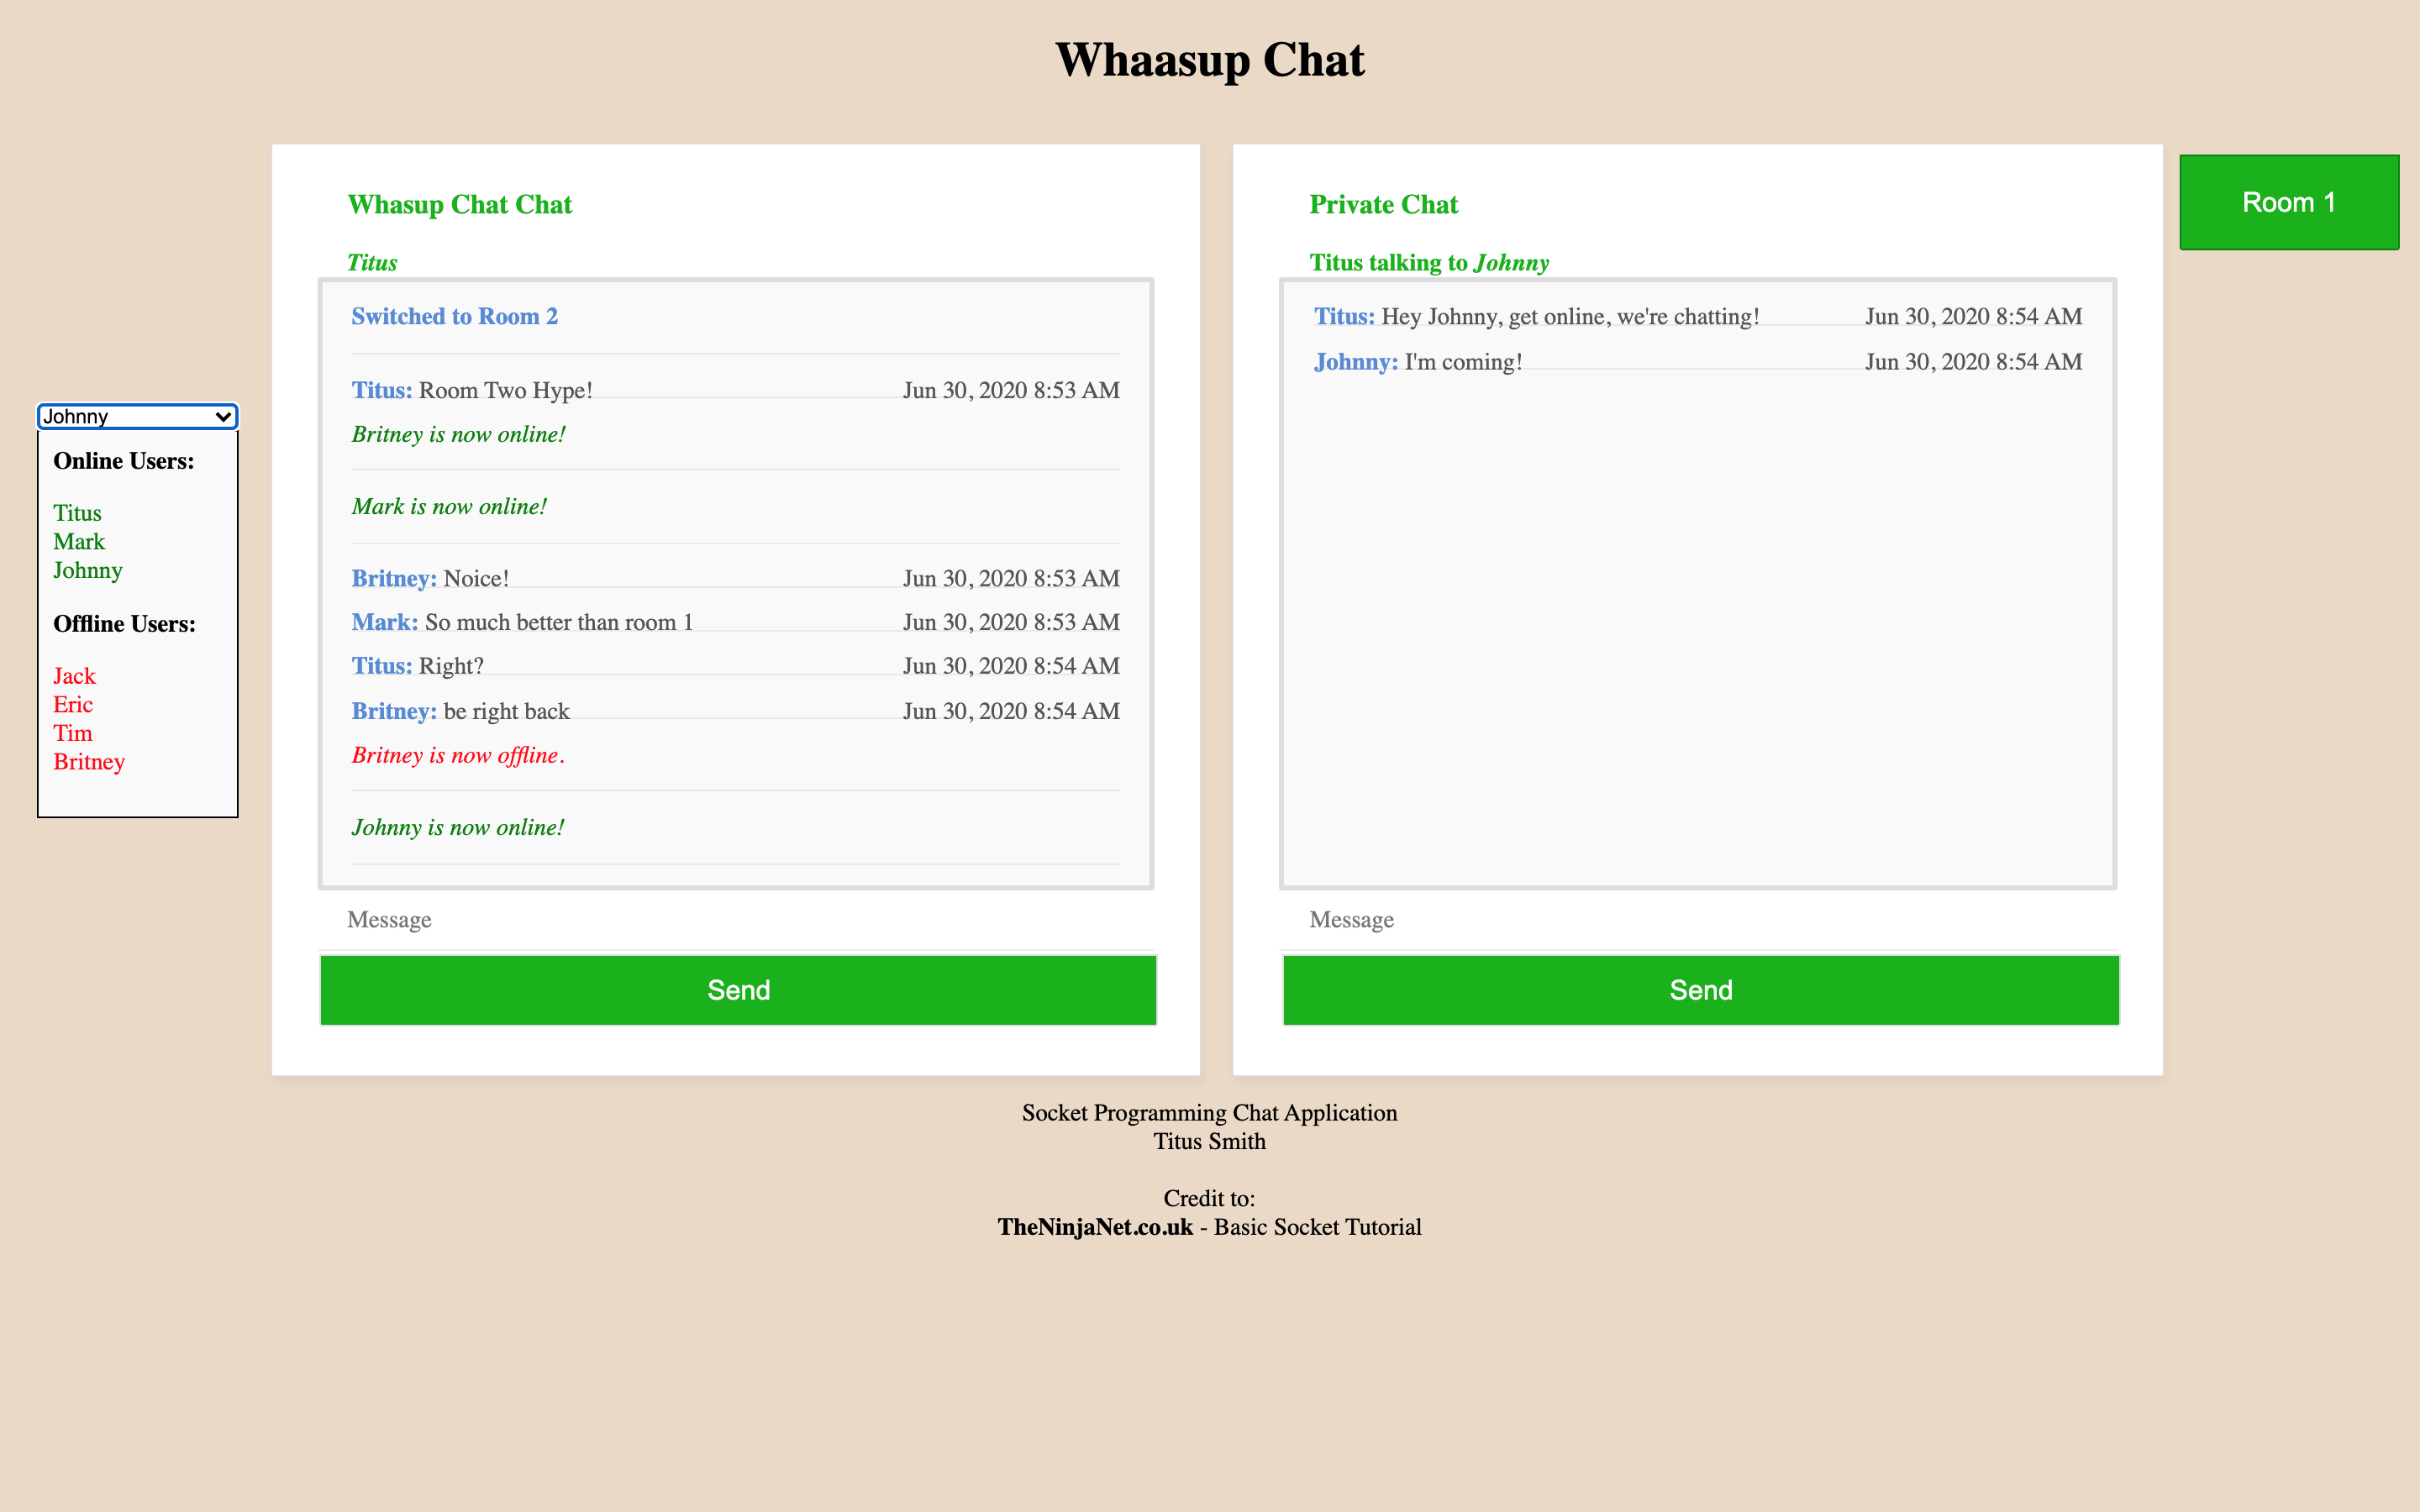 Whaasup Chat
Johnny
Online Users:
Titus
Mark
Johnny
Offline Users:
Jack
Eric
Tim
Britney
Whasup Chat Chat
Titus
Switched to Room 2
Titus: Room Two Hype! Jun 30, 2020 8:53 AM
Britney is now online!
Mark is now online!
Britney: Noice! Jun 30, 2020 8:53 AM
Mark: So much better than room 1 Jun 30, 2020 8:53 AM
Titus: Right? Jun 30, 2020 8:54 AM
Britney: be right back Jun 30, 2020 8:54 AM
Britney is now offline.
Johnny is now online!
Message
Send
Private Chat
Titus talking to Johnny
Titus: Hey Johnny, get online, we're chatting! Jun 30, 2020 8:54 AM
Johnny: I'm coming! Jun 30, 2020 8:54 AM
Message
Send
Room 1
Socket Programming Chat Application
Titus Smith
Credit to:
TheNinjaNet.co.uk - Basic Socket Tutorial